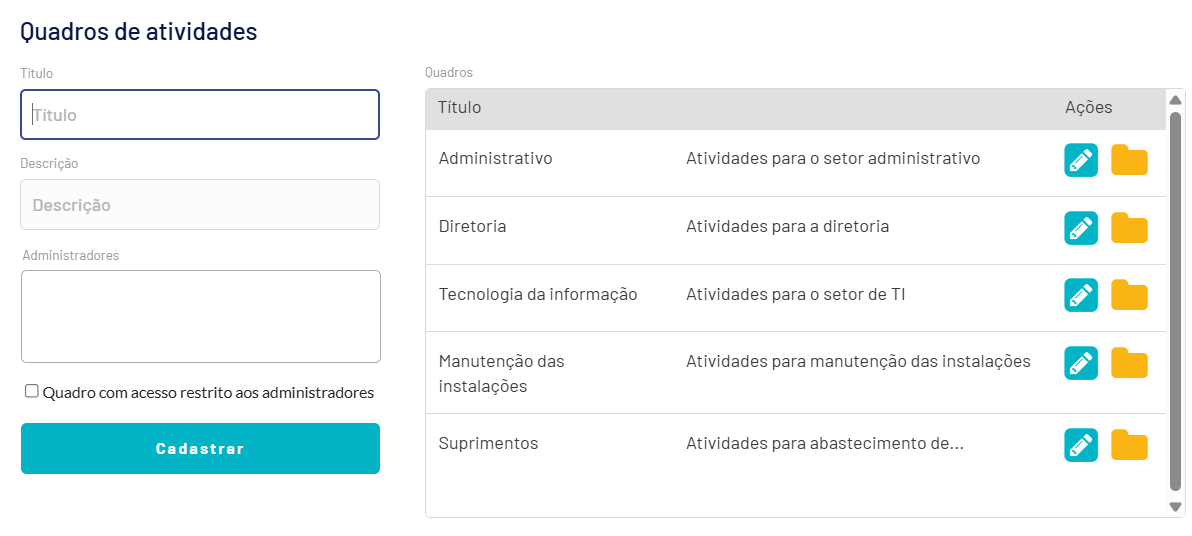 Quadros de atividades
Título
Título
Descrição
Descrição
Administradores
Quadro com acesso restrito aos administradores
Cadastrar
Quadros
Título Ações
Administrativo Atividades para o setor administrativo
Diretoria Atividades para a diretoria
Tecnologia da informação Atividades para o setor de TI
Manutenção das Atividades para manutenção das instalações
instalações
Suprimentos Atividades para abastecimento de...